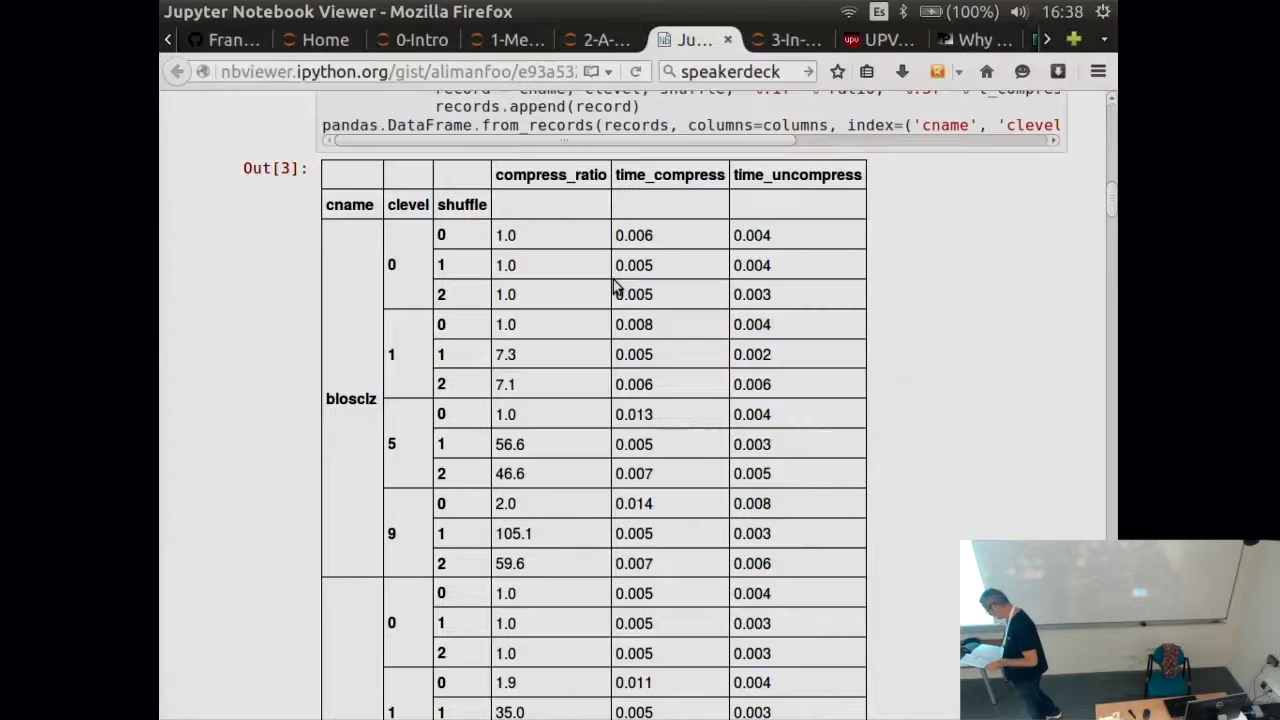 Jupyter Notebook Viewer - Mozilla Firefox Es (100%) 16:38
Fran... Home 0-Intro 1-Me... 2-A-... Ju... × 3-In-... upv UPV... Why ...
nbviewer.ipython.org/gist/alimanfoo/e93a53 speakerdeck
records.append(record)
pandas.DataFrame.from_records(records, columns=columns, index=('cname', 'clevel
Out[3]:
compress_ratio time_compress time_uncompress
cname clevel shuffle
0 1.0 0.006 0.004
0 1 1.0 0.005 0.004
2 1.0 0.005 0.003
0 1.0 0.008 0.004
1 1 7.3 0.005 0.002
2 7.1 0.006 0.006
blosclz
0 1.0 0.013 0.004
5 1 56.6 0.005 0.003
2 46.6 0.007 0.005
0 2.0 0.014 0.008
9 1 105.1 0.005 0.003
2 59.6 0.007 0.006
0 1.0 0.005 0.004
0 1 1.0 0.005 0.003
2 1.0 0.005 0.003
0 1.9 0.011 0.004
1 1 35.0 0.005 0.003